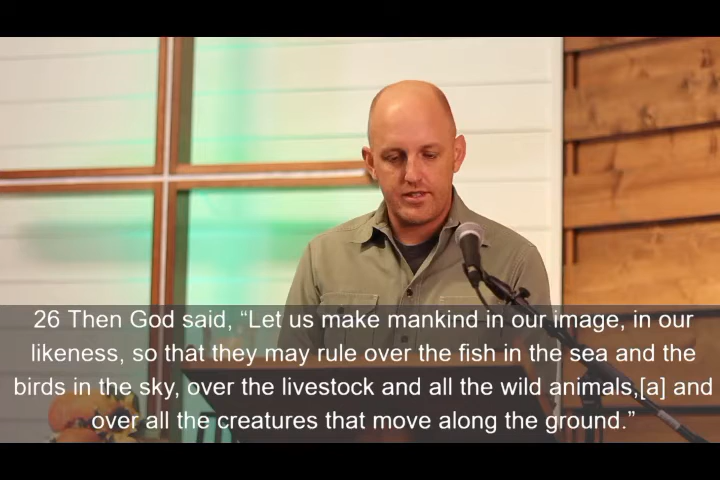 26 Then God said, “Let us make mankind in our image, in our
likeness, so that they may rule over the fish in the sea and the
birds in the sky, over the livestock and all the wild animals,[a] and
over all the creatures that move along the ground.”